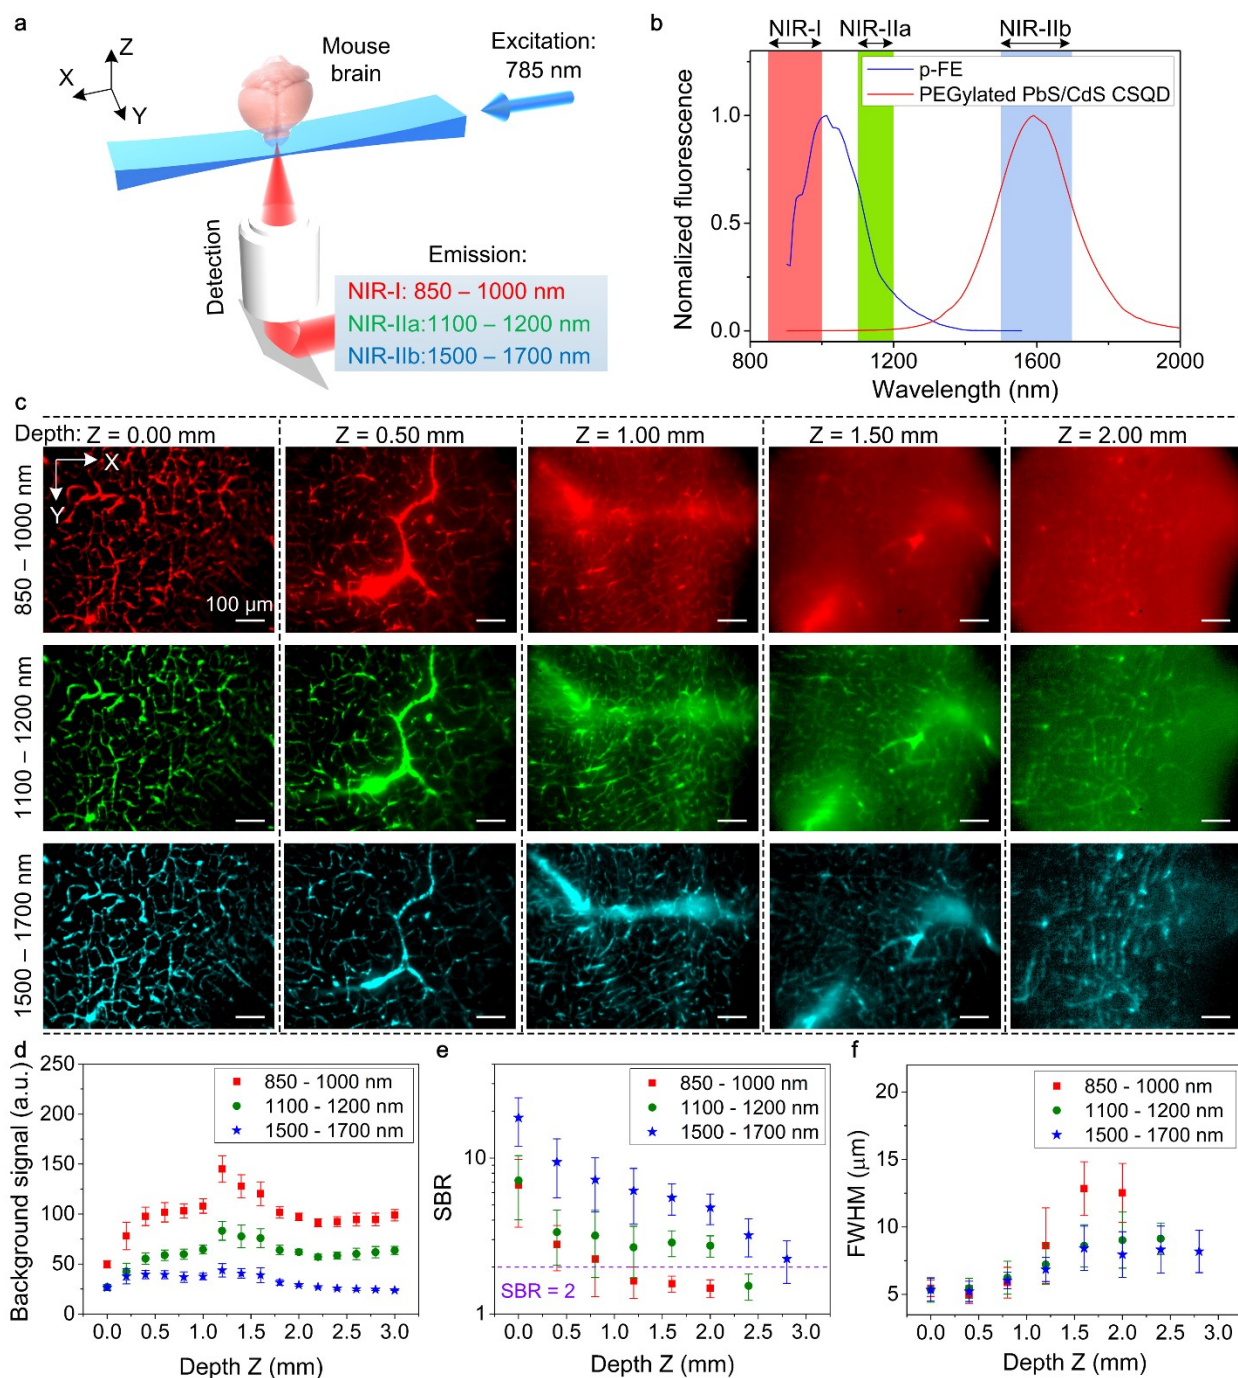 a
Z
X
Y
Mouse
brain
Excitation:
785 nm
Detection
Emission:
NIR-I: 850 – 1000 nm
NIR-IIa:1100 – 1200 nm
NIR-IIb:1500 – 1700 nm
b
NIR-I NIR-IIa NIR-IIb
p-FE
PEGylated PbS/CdS CSQD
Nomalized fluorescence
1.0
0.5
0.0
800 1200 1600 2000
Wavelength (nm)
c
Depth: Z = 0.00 mm Z = 0.50 mm Z = 1.00 mm Z = 1.50 mm Z = 2.00 mm
850 – 1000 nm
X
Y
100 µm
1100 – 1200 nm
1500 – 1700 nm
d
Background signal (a.u.)
250
200
150
100
50
0
850 - 1000 nm
1100 - 1200 nm
1500 - 1700 nm
0.0 0.5 1.0 1.5 2.0 2.5 3.0
Depth Z (mm)
e
SBR
10
1
850 - 1000 nm
1100 - 1200 nm
1500 - 1700 nm
SBR = 2
0.0 0.5 1.0 1.5 2.0 2.5 3.0
Depth Z (mm)
f
FWHM (µm)
20
15
10
5
850 - 1000 nm
1100 - 1200 nm
1500 - 1700 nm
0.0 0.5 1.0 1.5 2.0 2.5 3.0
Depth Z (mm)